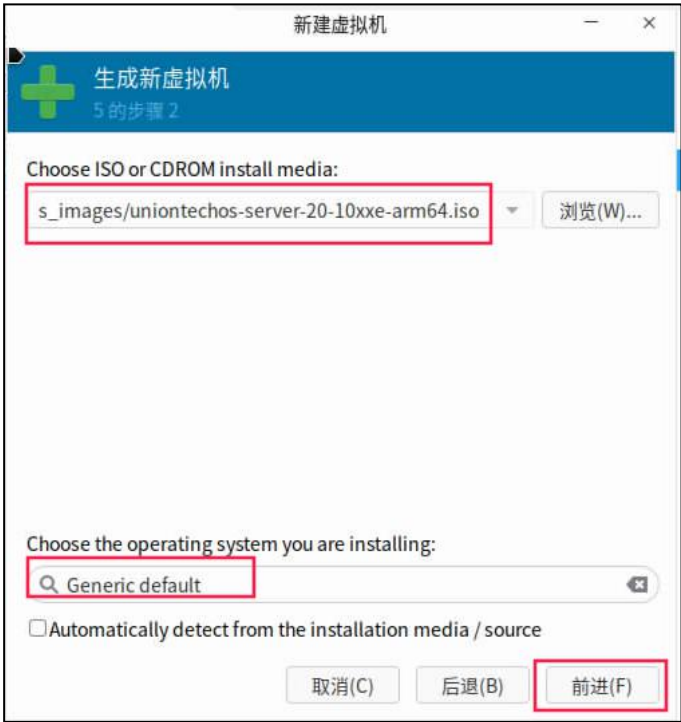 新建虚拟机
生成新虚拟机
5 的步骤 2
Choose ISO or CDROM install media:
s_images/uniontechos-server-20-10xxe-arm64.iso
浏览(W)...
Choose the operating system you are installing:
Generic default
Automatically detect from the installation media / source
取消(C) 后退(B) 前进(F)